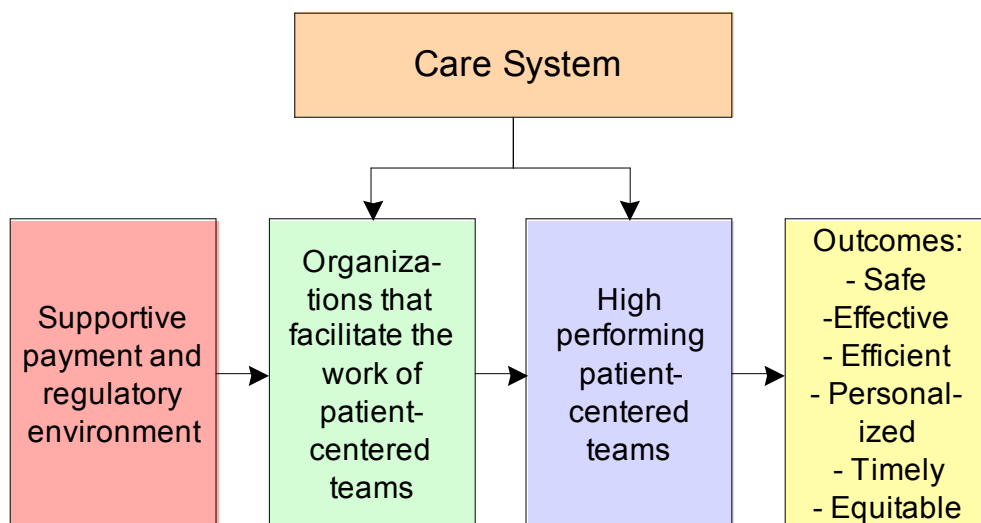 Care System
Supportive
payment and
regulatory
environment
Organiza-
tions that
facilitate the
work of
patient-
centered
teams
High
performing
patient-
centered
teams
Outcomes:
- Safe
-Effective
- Efficient
- Personal-
ized
- Timely
- Equitable